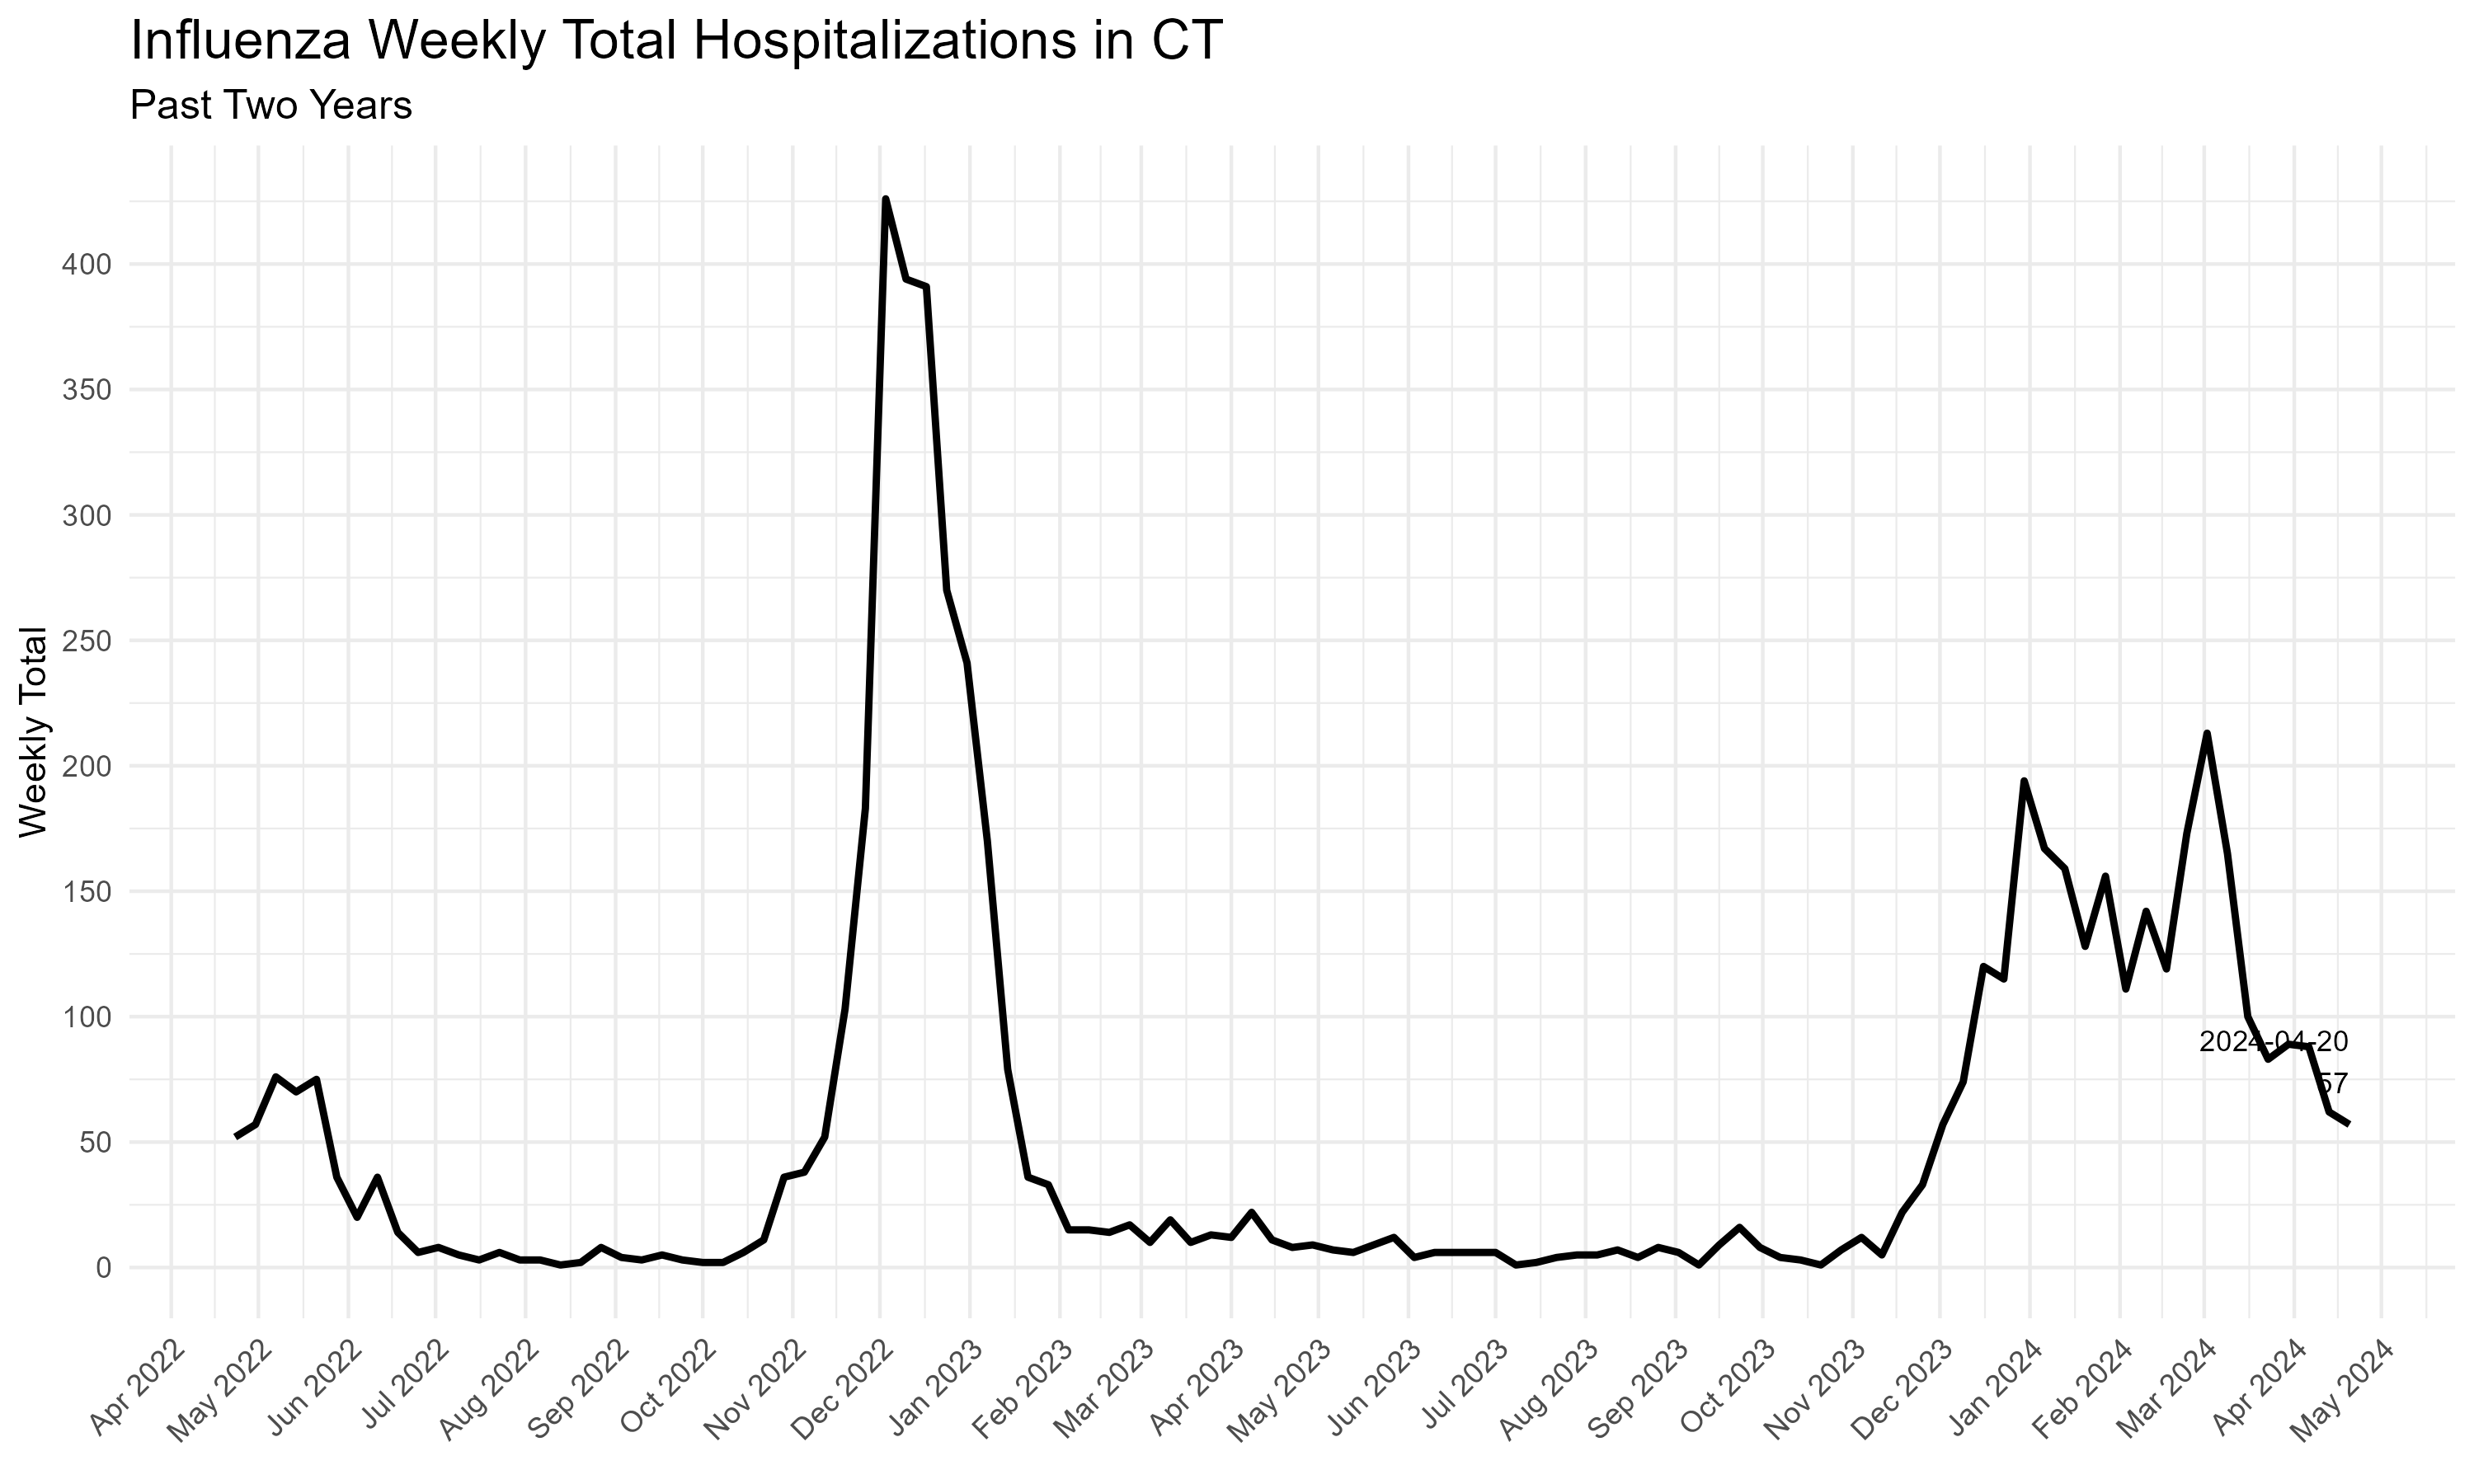 Influenza Weekly Total Hospitalizations in CT
Past Two Years
Weekly Total
400
350
300
250
200
150
100
50
0
2024-04-20
57
Apr 2022
May 2022
Jun 2022
Jul 2022
Aug 2022
Sep 2022
Oct 2022
Nov 2022
Dec 2022
Jan 2023
Feb 2023
Mar 2023
Apr 2023
May 2023
Jun 2023
Jul 2023
Aug 2023
Sep 2023
Oct 2023
Nov 2023
Dec 2023
Jan 2024
Feb 2024
Mar 2024
Apr 2024
May 2024